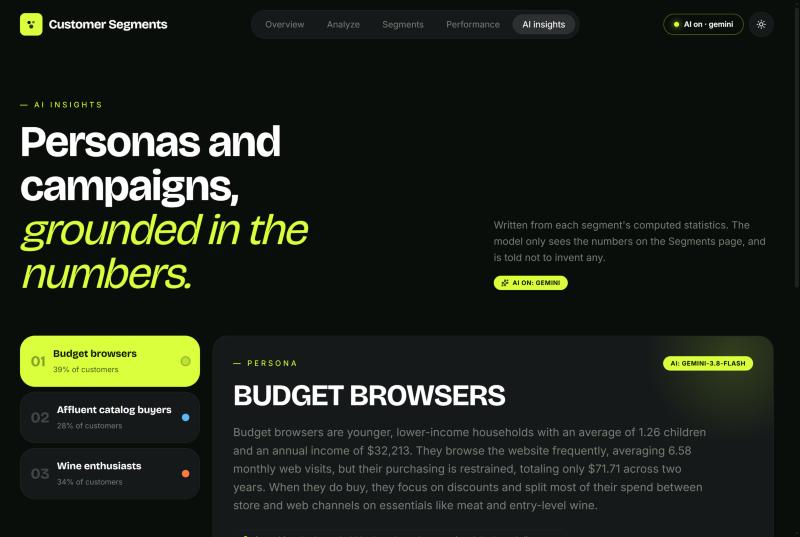 Customer Segments
Overview Analyze Segments Performance AI insights
AI on · gemini
— AI INSIGHTS
Personas and
campaigns,
grounded in the
numbers.
Written from each segment's computed statistics. The
model only sees the numbers on the Segments page, and
is told not to invent any.
AI ON: GEMINI
01 Budget browsers
39% of customers
02 Affluent catalog buyers
28% of customers
03 Wine enthusiasts
34% of customers
— PERSONA
AI: GEMINI-3.8-FLASH
BUDGET BROWSERS
Budget browsers are younger, lower-income households with an average of 1.26 children
and an annual income of $32,213. They browse the website frequently, averaging 6.58
monthly web visits, but their purchasing is restrained, totaling only $71.71 across two
years. When they do buy, they focus on discounts and split most of their spend between
store and web channels on essentials like meat and entry-level wine.